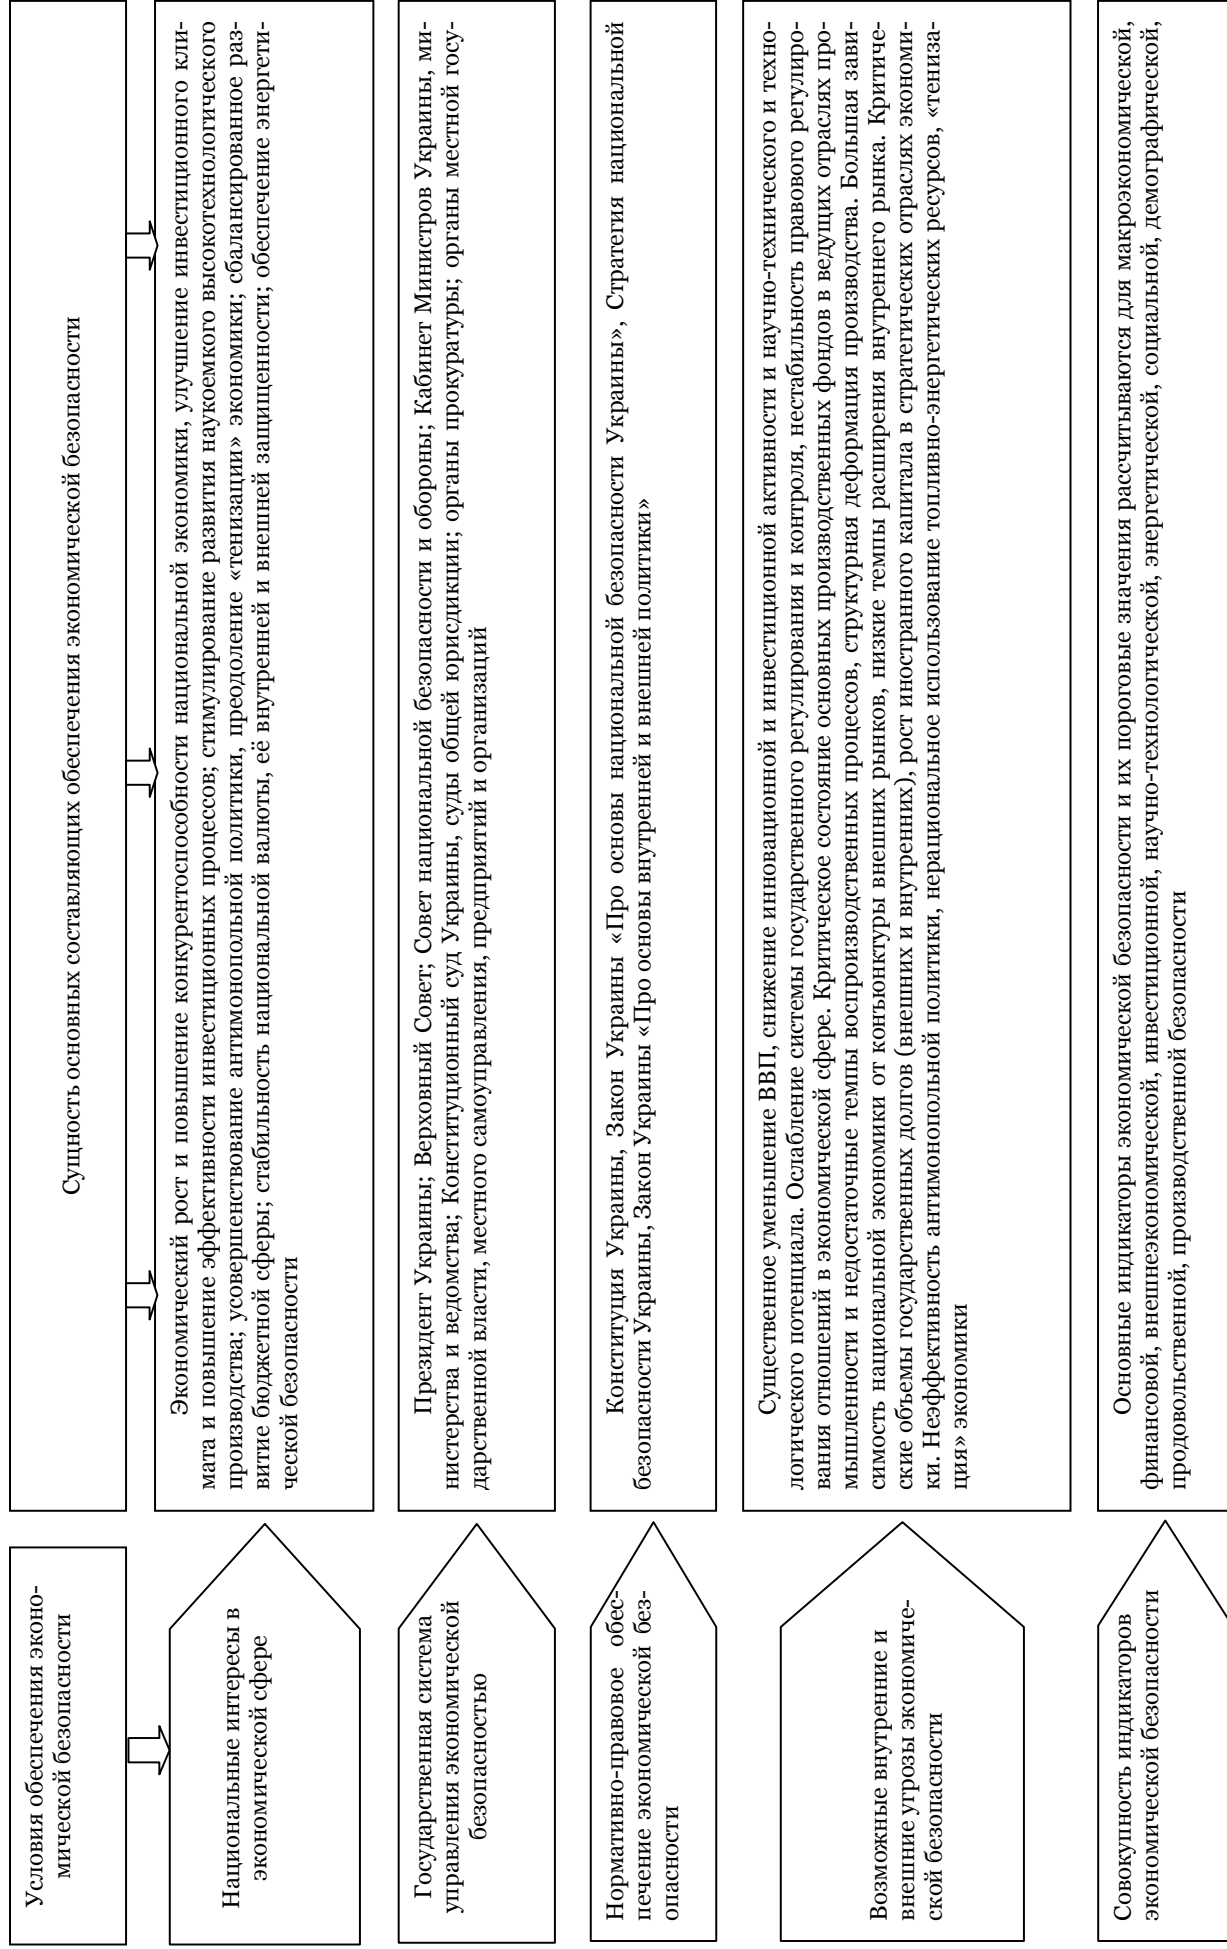 Условия обеспечения эконо-
мической безопасности
Сущность основных составляющих обеспечения экономической безопасности
Национальные интересы в
экономической сфере
Экономический рост и повышение конкурентоспособности национальной экономики, улучшение инвестиционного кли-
мата и повышение эффективности инвестиционных процессов; стимулирование развития наукоемкого высокотехнологического
производства; усовершенствование антимонопольной политики, преодоление «тенизации» экономики; сбалансированное раз-
витие бюджетной сферы; стабильность национальной валюты, её внутренней и внешней защищенности; обеспечение энергети-
ческой безопасности
Государственная система
управления экономической
безопасностью
Президент Украины; Верховный Совет; Совет национальной безопасности и обороны; Кабинет Министров Украины, ми-
нистерства и ведомства; Конституционный суд Украины, суды общей юрисдикции; органы прокуратуры; органы местной госу-
дарственной власти, местного самоуправления, предприятий и организаций
Нормативно-правовое обес-
печение экономической без-
опасности
Конституция Украины, Закон Украины «Про основы национальной безопасности Украины», Стратегия национальной
безопасности Украины, Закон Украины «Про основы внутренней и внешней политики»
Возможные внутренние и
внешние угрозы экономиче-
ской безопасности
Существенное уменьшение ВВП, снижение инновационной и инвестиционной активности и научно-технического и техно-
логического потенциала. Ослабление системы государственного регулирования и контроля, нестабильность правового регулиро-
вания отношений в экономической сфере. Критическое состояние основных производственных фондов в ведущих отраслях про-
мышленности и недостаточные темпы воспроизводственных процессов, структурная деформация производства. Большая зави-
симость национальной экономики от конъюнктуры внешних рынков, низкие темпы расширения внутреннего рынка. Критиче-
ские объемы государственных долгов (внешних и внутренних), рост иностранного капитала в стратегических отраслях экономи-
ки. Неэффективность антимонопольной политики, нерациональное использование топливно-энергетических ресурсов, «тениза-
ция» экономики
Совокупность индикаторов
экономической безопасности
Основные индикаторы экономической безопасности и их пороговые значения рассчитываются для макроэкономической,
финансовой, внешнеэкономической, инвестиционной, научно-технологической, энергетической, социальной, демографической,
продовольственной, производственной безопасности